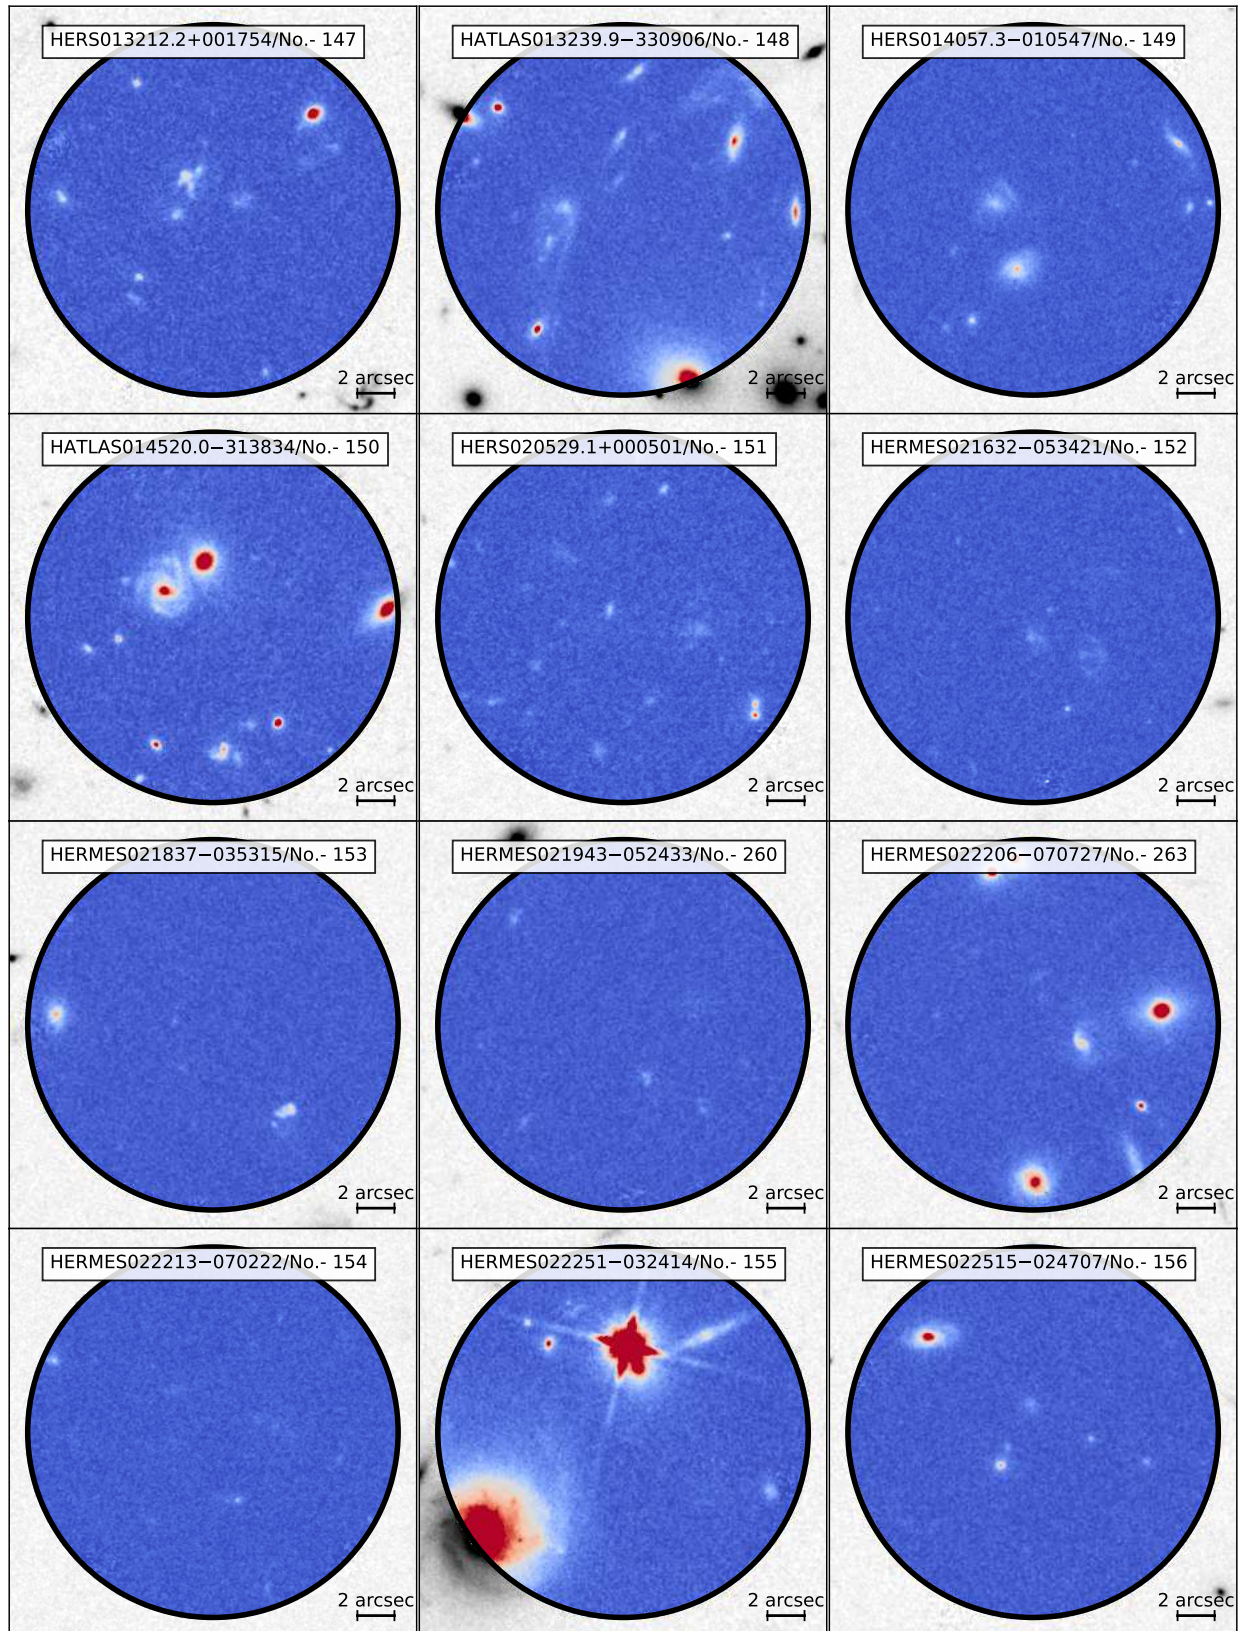 HERS013212.2+001754/No.- 147
HATLAS013239.9−330906/No.- 148
HERS014057.3−010547/No.- 149
2 arcsec
2 arcsec
2 arcsec
HATLAS014520.0−313834/No.- 150
HERS020529.1+000501/No.- 151
HERMES021632−053421/No.- 152
2 arcsec
2 arcsec
2 arcsec
HERMES021837−035315/No.- 153
HERMES021943−052433/No.- 260
HERMES022206−070727/No.- 263
2 arcsec
2 arcsec
2 arcsec
HERMES022213−070222/No.- 154
HERMES022251−032414/No.- 155
HERMES022515−024707/No.- 156
2 arcsec
2 arcsec
2 arcsec